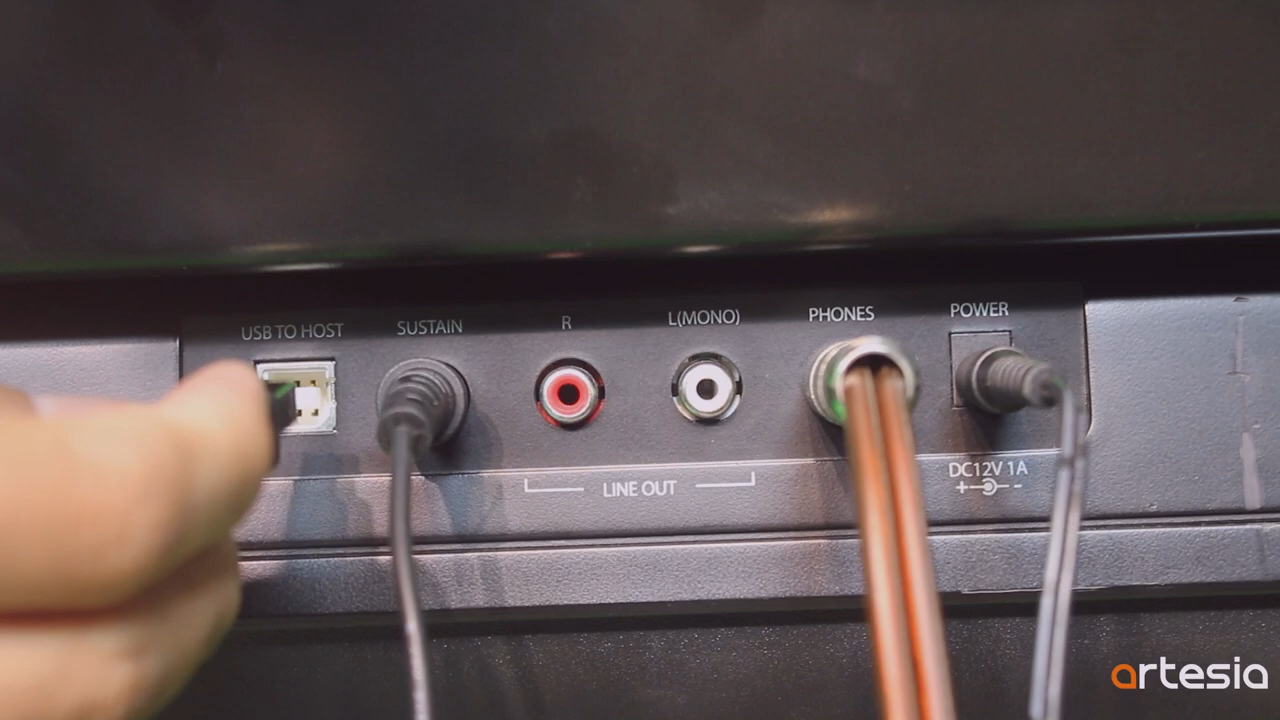 USB TO HOST
SUSTAIN
R
L(MONO)
PHONES
POWER
LINE OUT
DC12V 1A
+ -
artesia